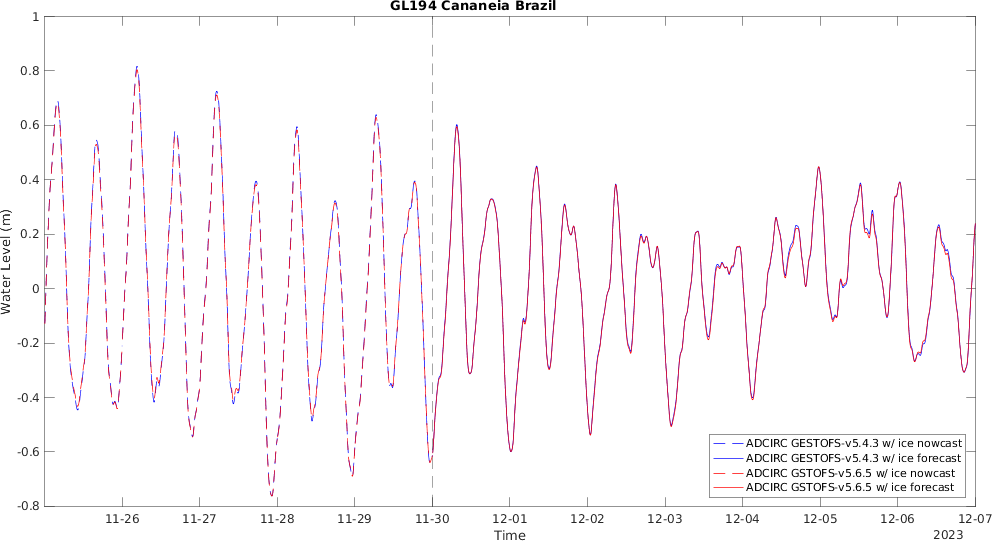 GL194 Cananeia Brazil
Water Level (m)
1
0.8
0.6
0.4
0.2
0
-0.2
-0.4
-0.6
-0.8
ADCIRC GESTOFS-v5.4.3 w/ ice nowcast
ADCIRC GESTOFS-v5.4.3 w/ ice forecast
ADCIRC GSTOFS-v5.6.5 w/ ice nowcast
ADCIRC GSTOFS-v5.6.5 w/ ice forecast
11-26 11-27 11-28 11-29 11-30 12-01 12-02 12-03 12-04 12-05 12-06 12-07
Time
2023